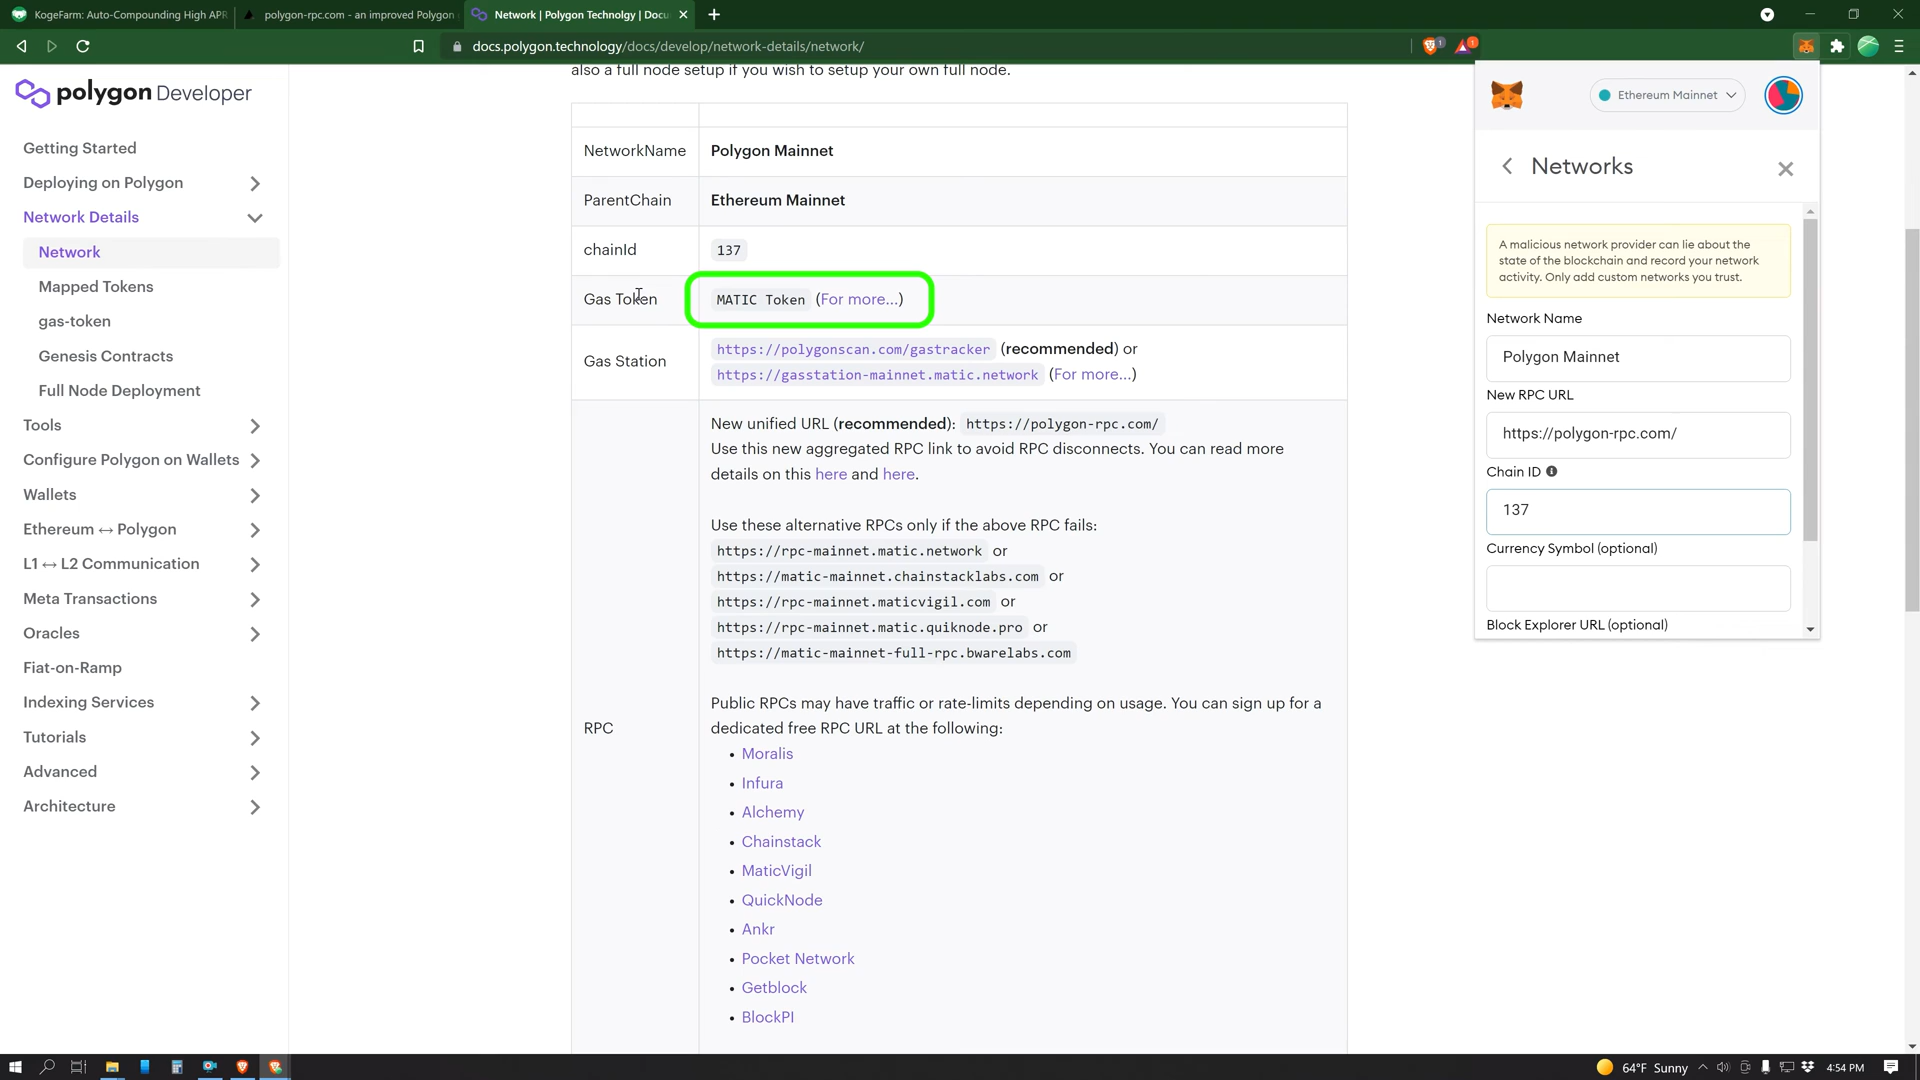 KogeFarm: Auto-Compounding High APR
polygon-rpc.com - an improved Polygon
Network | Polygon Technolgy | Docu
docs.polygon.technology/docs/develop/network-details/network/
1
1
polygon Developer
Getting Started
Deploying on Polygon
Network Details
Network
Mapped Tokens
gas-token
Genesis Contracts
Full Node Deployment
Tools
Configure Polygon on Wallets
Wallets
Ethereum ↔ Polygon
L1 ↔ L2 Communication
Meta Transactions
Oracles
Fiat-on-Ramp
Indexing Services
Tutorials
Advanced
Architecture
also a full node setup if you wish to setup your own full node.
NetworkName Polygon Mainnet
ParentChain Ethereum Mainnet
chainId 137
Gas Token MATIC Token (For more...)
Gas Station
https://polygonscan.com/gastracker (recommended) or
https://gasstation-mainnet.matic.network (For more...)
RPC
New unified URL (recommended): https://polygon-rpc.com/
Use this new aggregated RPC link to avoid RPC disconnects. You can read more
details on this here and here.
Use these alternative RPCs only if the above RPC fails:
https://rpc-mainnet.matic.network or
https://matic-mainnet.chainstacklabs.com or
https://rpc-mainnet.maticvigil.com or
https://rpc-mainnet.matic.quiknode.pro or
https://matic-mainnet-full-rpc.bwarelabs.com
Public RPCs may have traffic or rate-limits depending on usage. You can sign up for a
dedicated free RPC URL at the following:
• Moralis
• Infura
• Alchemy
• Chainstack
• MaticVigil
• QuickNode
• Ankr
• Pocket Network
• Getblock
• BlockPI
Ethereum Mainnet
Networks
A malicious network provider can lie about the
state of the blockchain and record your network
activity. Only add custom networks you trust.
Network Name
Polygon Mainnet
New RPC URL
https://polygon-rpc.com/
Chain ID
137
Currency Symbol (optional)
Block Explorer URL (optional)
64°F Sunny
4:54 PM